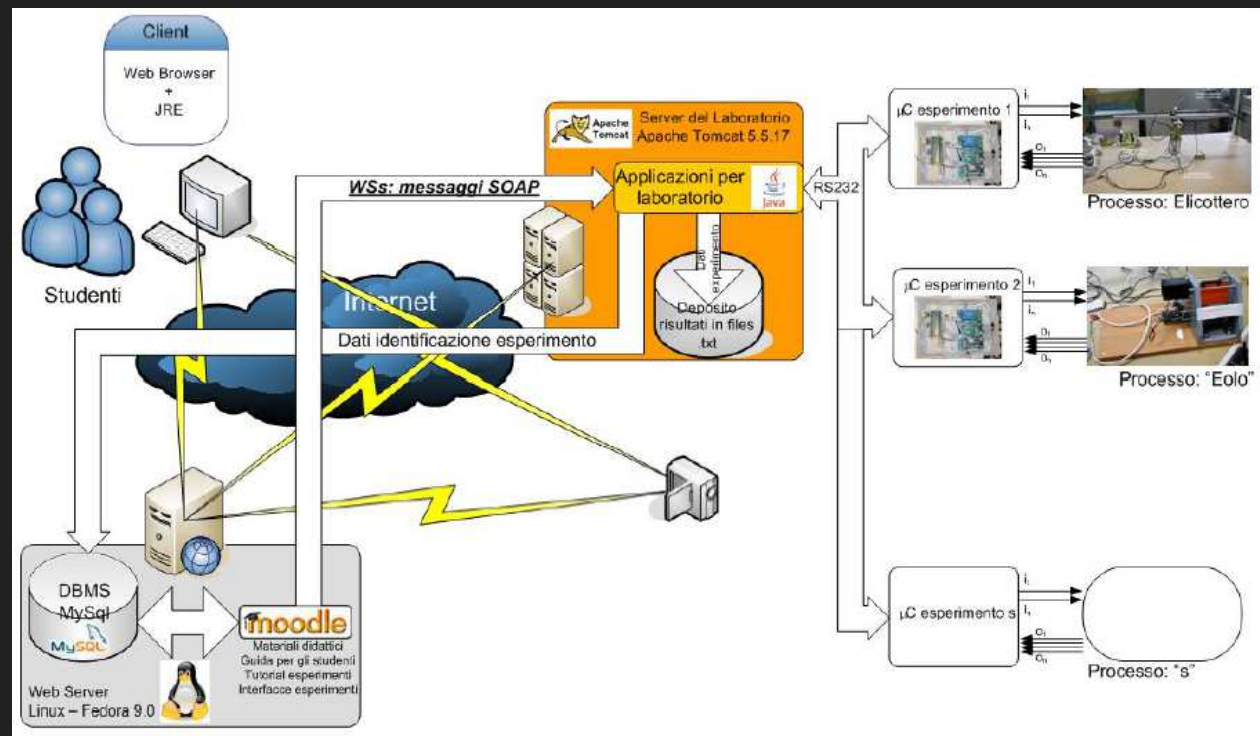 Client
Web Browser
+
JRE
Studenti
Internet
WSs: messaggi SOAP
Dati identificazione esperimento
Apache
Tomcat
Server del Laboratorio
Apache Tomcat 5.5.17
Applicazioni per
laboratorio
Java
Dati
experimento
Deposito
risultati in files
.txt
RS232
µC esperimento 1
Processo: Elicottero
µC esperimento 2
Processo: "Eolo"
µC esperimento s
Processo: "s"
DBMS
MySql
MySQL
moodle
Materiali didattici
Guida per gli studenti
Tutorial esperimenti
Interfacce esperimenti
Web Server
Linux – Fedora 9.0